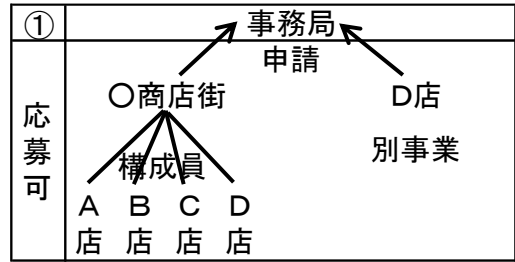 ① 事務局
申請
○商店街 D店
応募可
構成員 別事業
A B C D
店 店 店 店